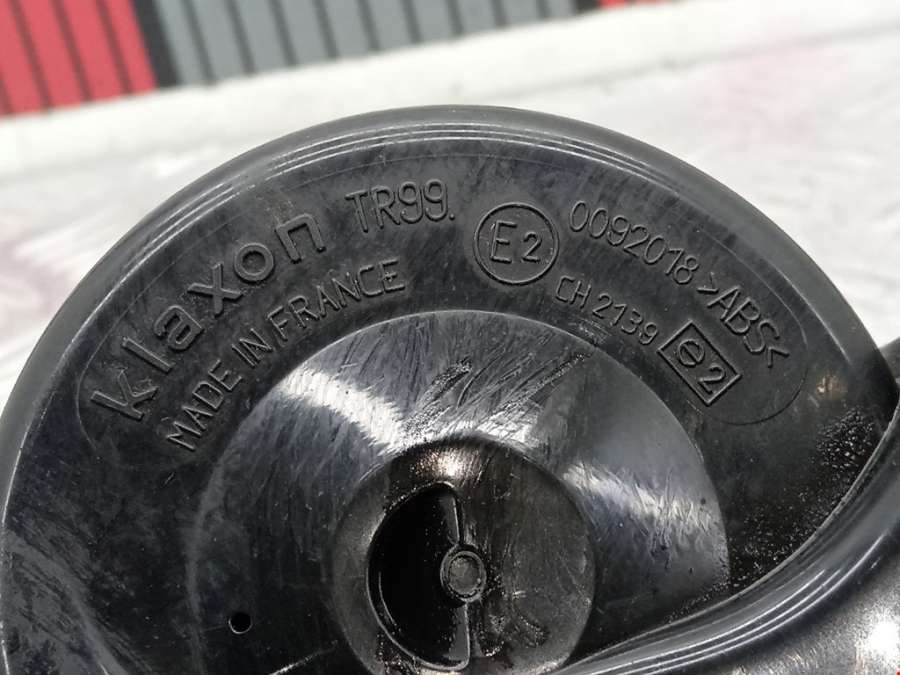 klaxon TR99.
MADE IN FRANCE
E2 0092018 >ABS<
CH 2139 e2